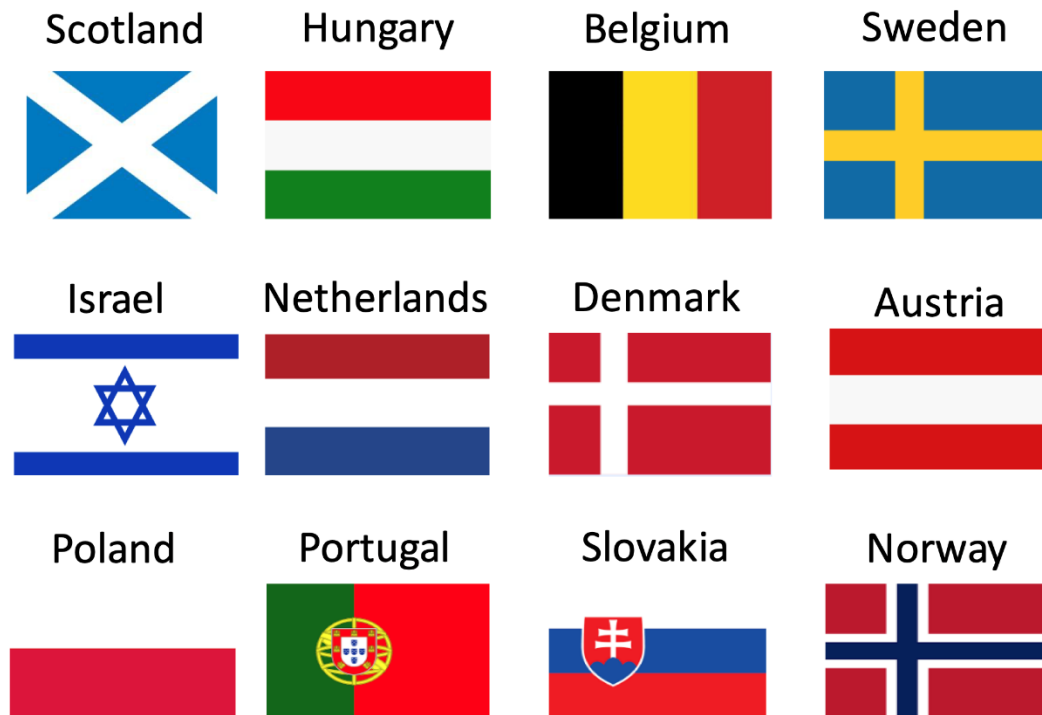 Scotland Hungary Belgium Sweden
Israel Netherlands Denmark Austria
Poland Portugal Slovakia Norway